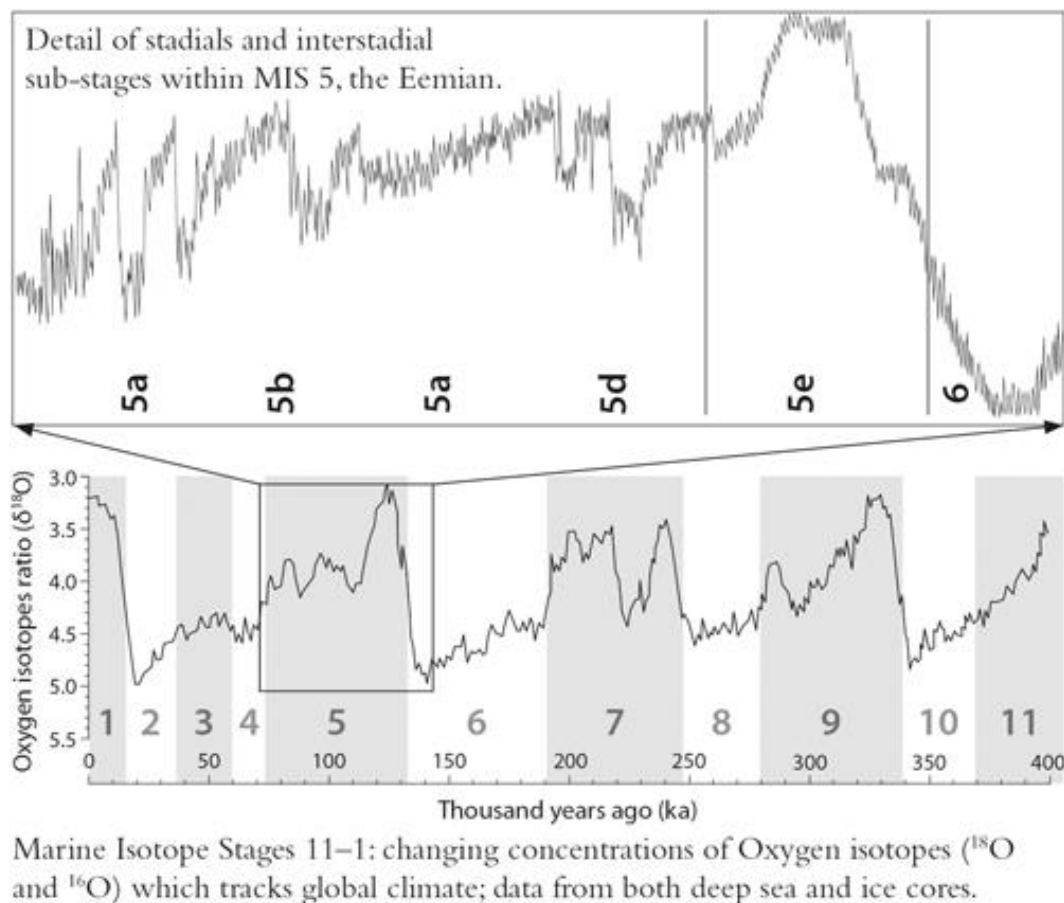 Detail of stadials and interstadial
sub-stages within MIS 5, the Eemian.
5a
5b
5a
5d
5e
6
Oxygen isotopes ratio (δ¹⁸O)
3.0
3.5
4.0
4.5
5.0
5.5
1 2 3 4 5 6 7 8 9 10 11
0 50 100 150 200 250 300 350 400
Thousand years ago (ka)
Marine Isotope Stages 11–1: changing concentrations of Oxygen isotopes (¹⁸O
and ¹⁶O) which tracks global climate; data from both deep sea and ice cores.